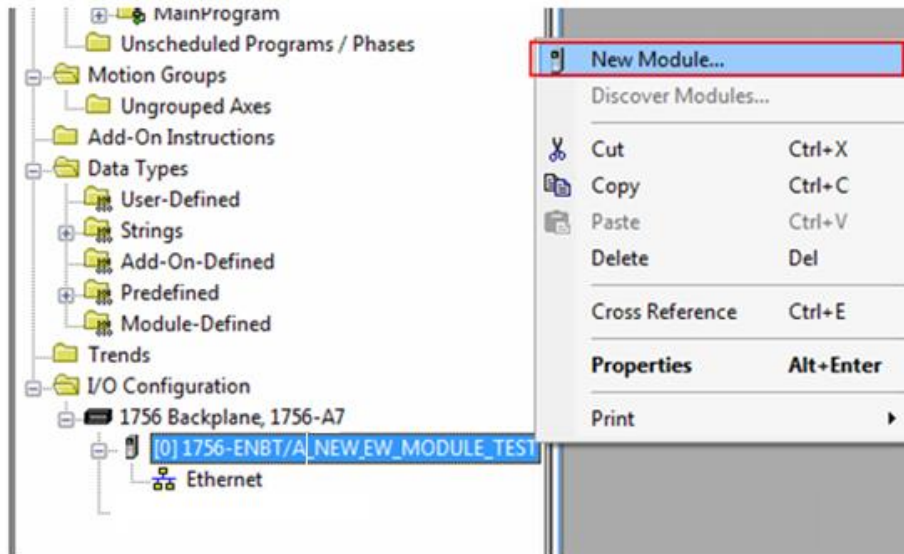 MainProgram
Unscheduled Programs / Phases
Motion Groups
Ungrouped Axes
Add-On Instructions
Data Types
User-Defined
Strings
Add-On-Defined
Predefined
Module-Defined
Trends
I/O Configuration
1756 Backplane, 1756-A7
[0] 1756-ENBT/A_NEW_EW_MODULE_TEST
Ethernet
New Module...
Discover Modules...
Cut Ctrl+X
Copy Ctrl+C
Paste Ctrl+V
Delete Del
Cross Reference Ctrl+E
Properties Alt+Enter
Print